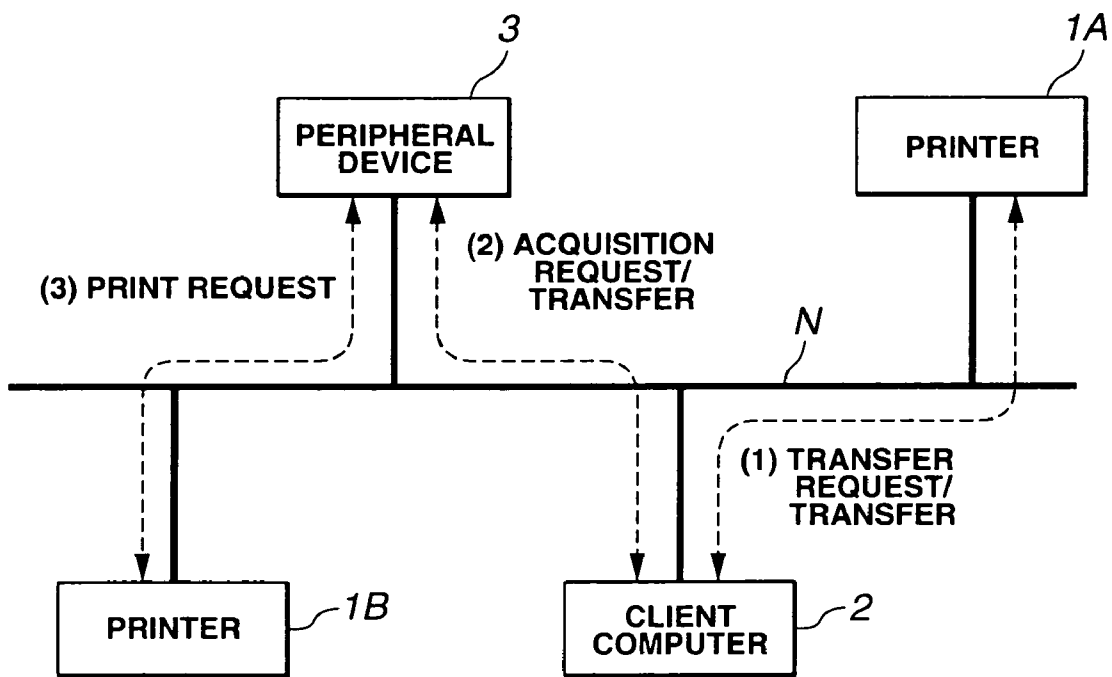 3
1A
PERIPHERAL
DEVICE
PRINTER
(2) ACQUISITION
REQUEST/
TRANSFER
(3) PRINT REQUEST
N
(1) TRANSFER
REQUEST/
TRANSFER
PRINTER
1B
CLIENT
COMPUTER
2